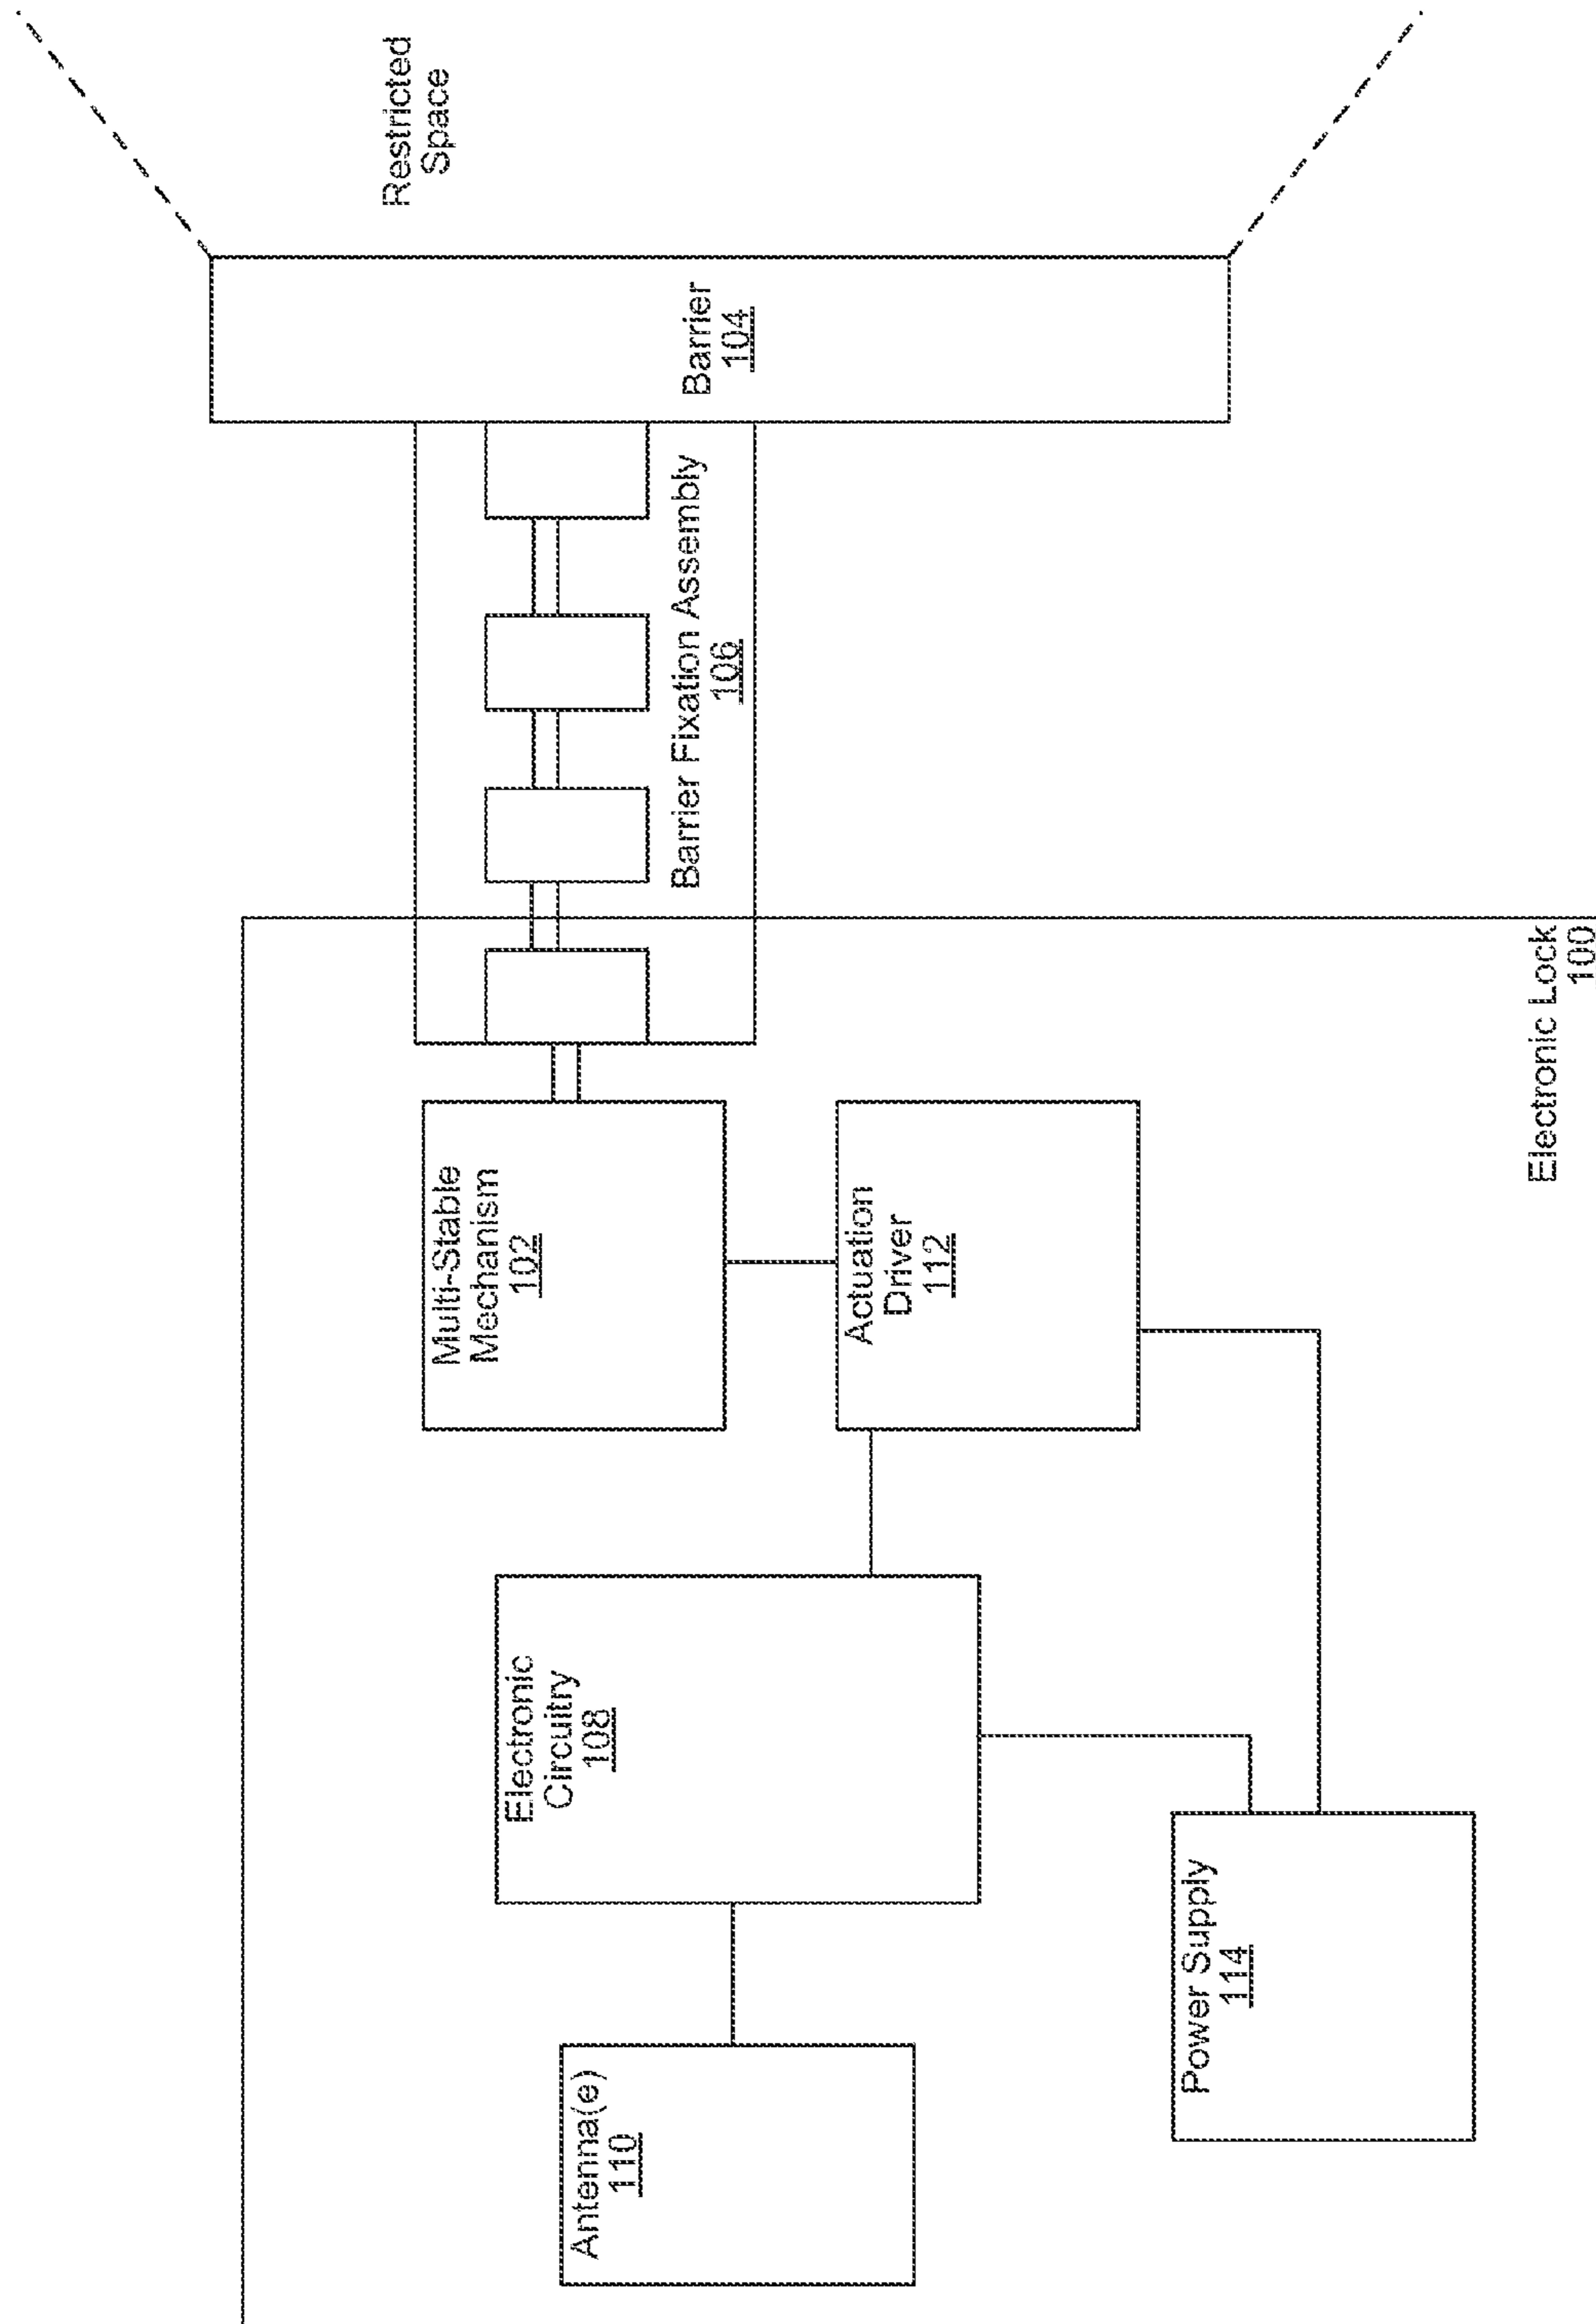 Antenna(e)
110
Electronic
Circuitry
108
Power Supply
114
Multi-Stable
Mechanism
102
Actuation
Driver
112
Electronic Lock
100
Barrier Fixation Assembly
106
Barrier
104
Restricted
Space